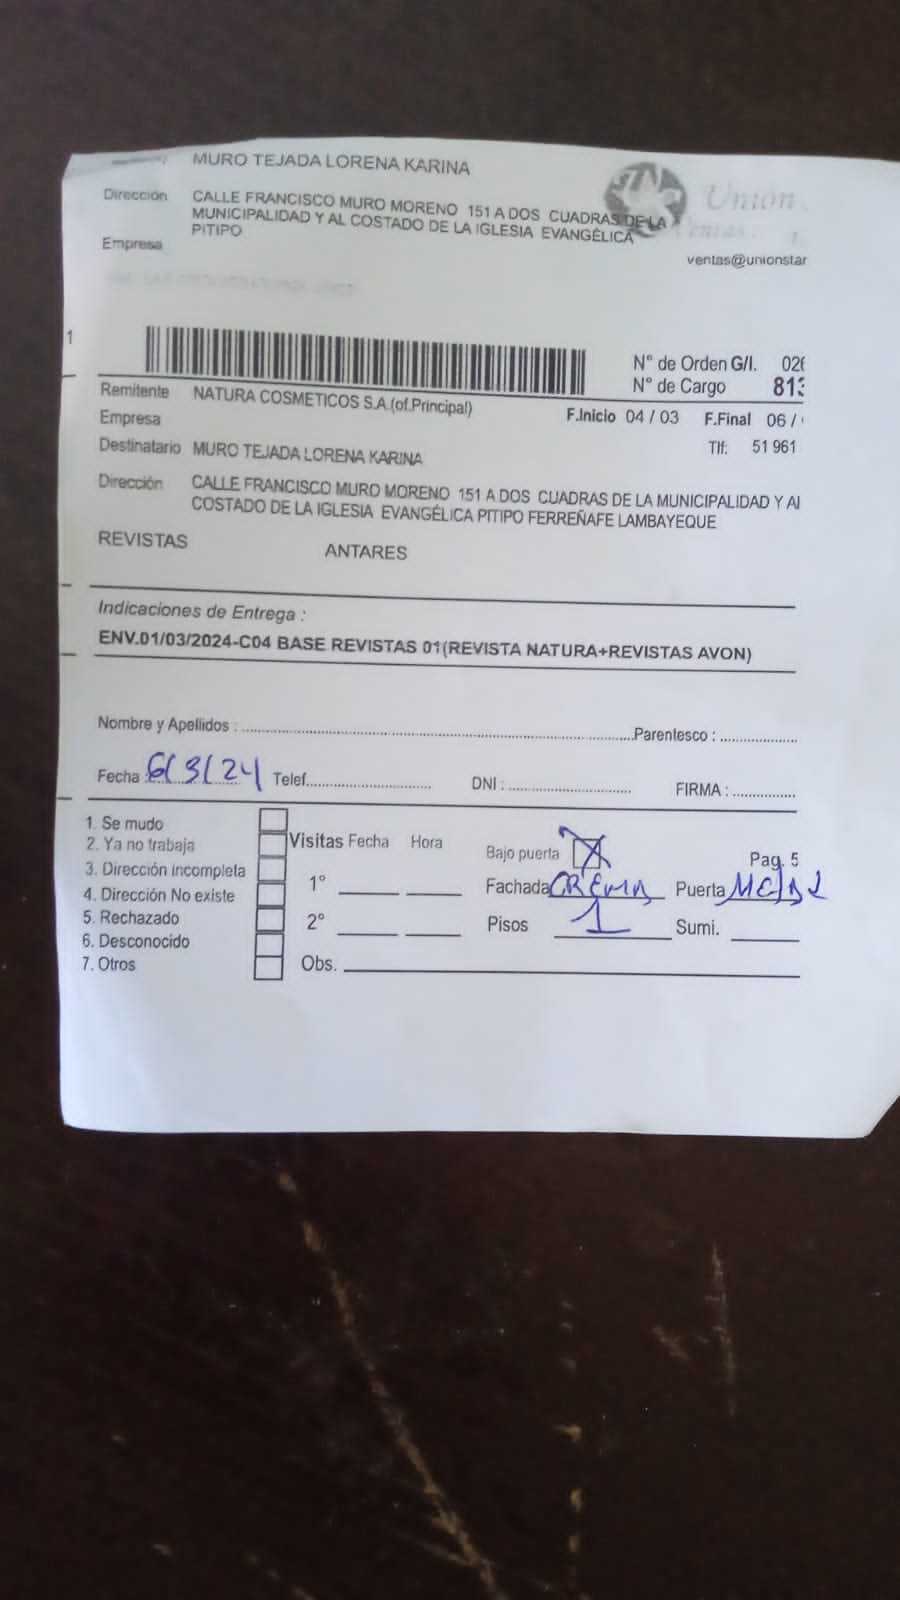 MURO TEJADA LORENA KARINA
Dirección CALLE FRANCISCO MURO MORENO 151 A DOS CUADRAS DE LA
MUNICIPALIDAD Y AL COSTADO DE LA IGLESIA EVANGÉLICA
PITIPO
Empresa
Union
Ventas
ventas@unionstar
1
N° de Orden G/I. 026
N° de Cargo 813
Remitente NATURA COSMETICOS S.A.(of.Principal)
Empresa F.Inicio 04 / 03 F.Final 06 /
Destinatario MURO TEJADA LORENA KARINA Tlf: 51 961
Dirección CALLE FRANCISCO MURO MORENO 151 A DOS CUADRAS DE LA MUNICIPALIDAD Y Al
COSTADO DE LA IGLESIA EVANGÉLICA PITIPO FERREÑAFE LAMBAYEQUE
REVISTAS ANTARES
Indicaciones de Entrega :
ENV.01/03/2024-C04 BASE REVISTAS 01(REVISTA NATURA+REVISTAS AVON)
Nombre y Apellidos : Parentesco :
Fecha : 6/3/24 Telef. DNI : FIRMA :
1. Se mudo
2. Ya no trabaja
3. Dirección incompleta
4. Dirección No existe
5. Rechazado
6. Desconocido
7. Otros
Visitas Fecha Hora
1°
2°
Obs.
Bajo puerta X Pag. 5
Fachada CREMA Puerta
Pisos 1 Sumi.